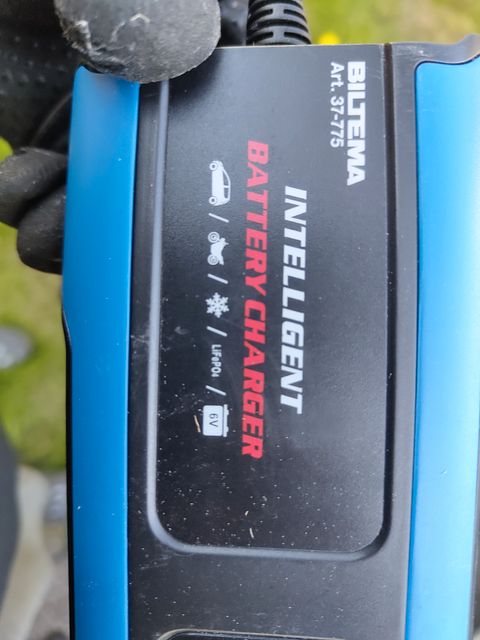 BILTEMA
Art. 37-775
INTELLIGENT
BATTERY CHARGER
/ / / LiFePO4 / 6V